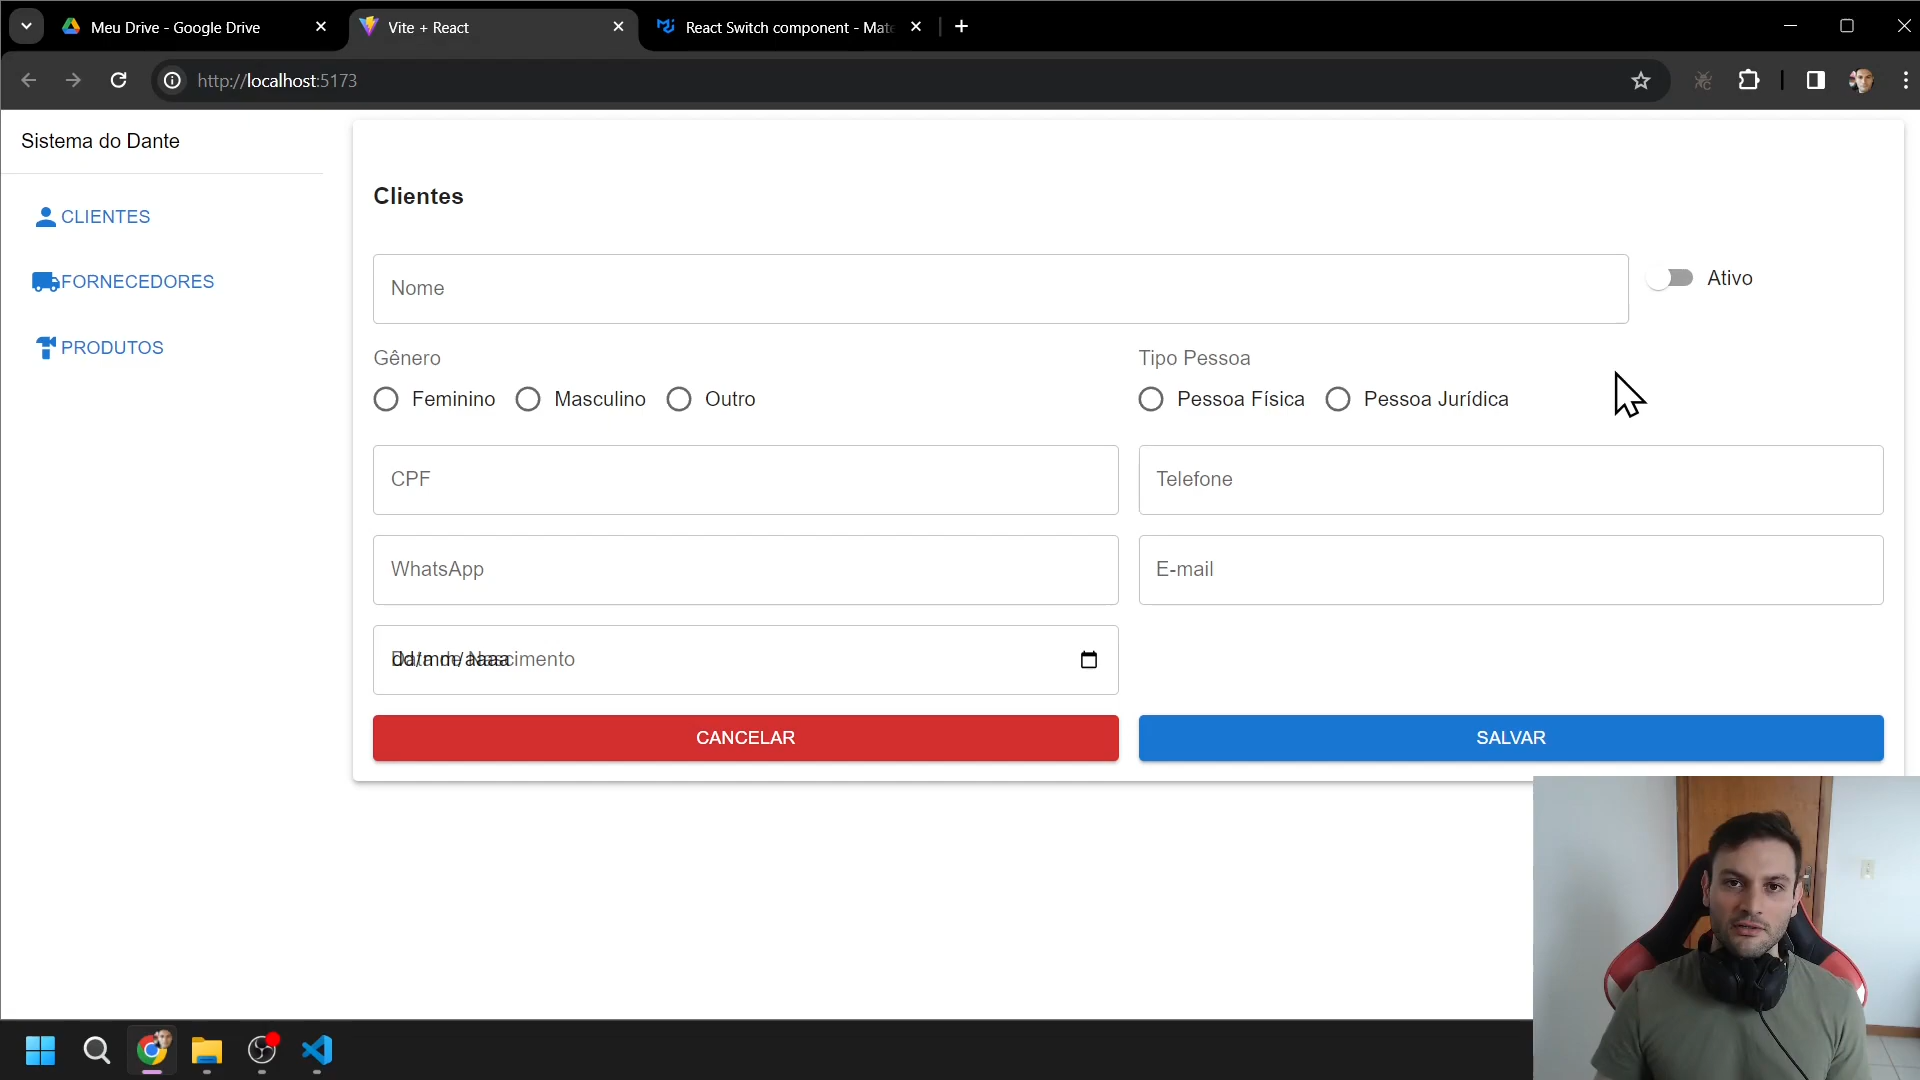 Meu Drive - Google Drive
Vite + React
React Switch component - Mate
http://localhost:5173
Sistema do Dante
CLIENTES
FORNECEDORES
PRODUTOS
Clientes
Nome
Ativo
Gênero
Feminino
Masculino
Outro
Tipo Pessoa
Pessoa Física
Pessoa Jurídica
CPF
Telefone
WhatsApp
E-mail
Data de Nascimento
dd/mm/aaaa
CANCELAR
SALVAR